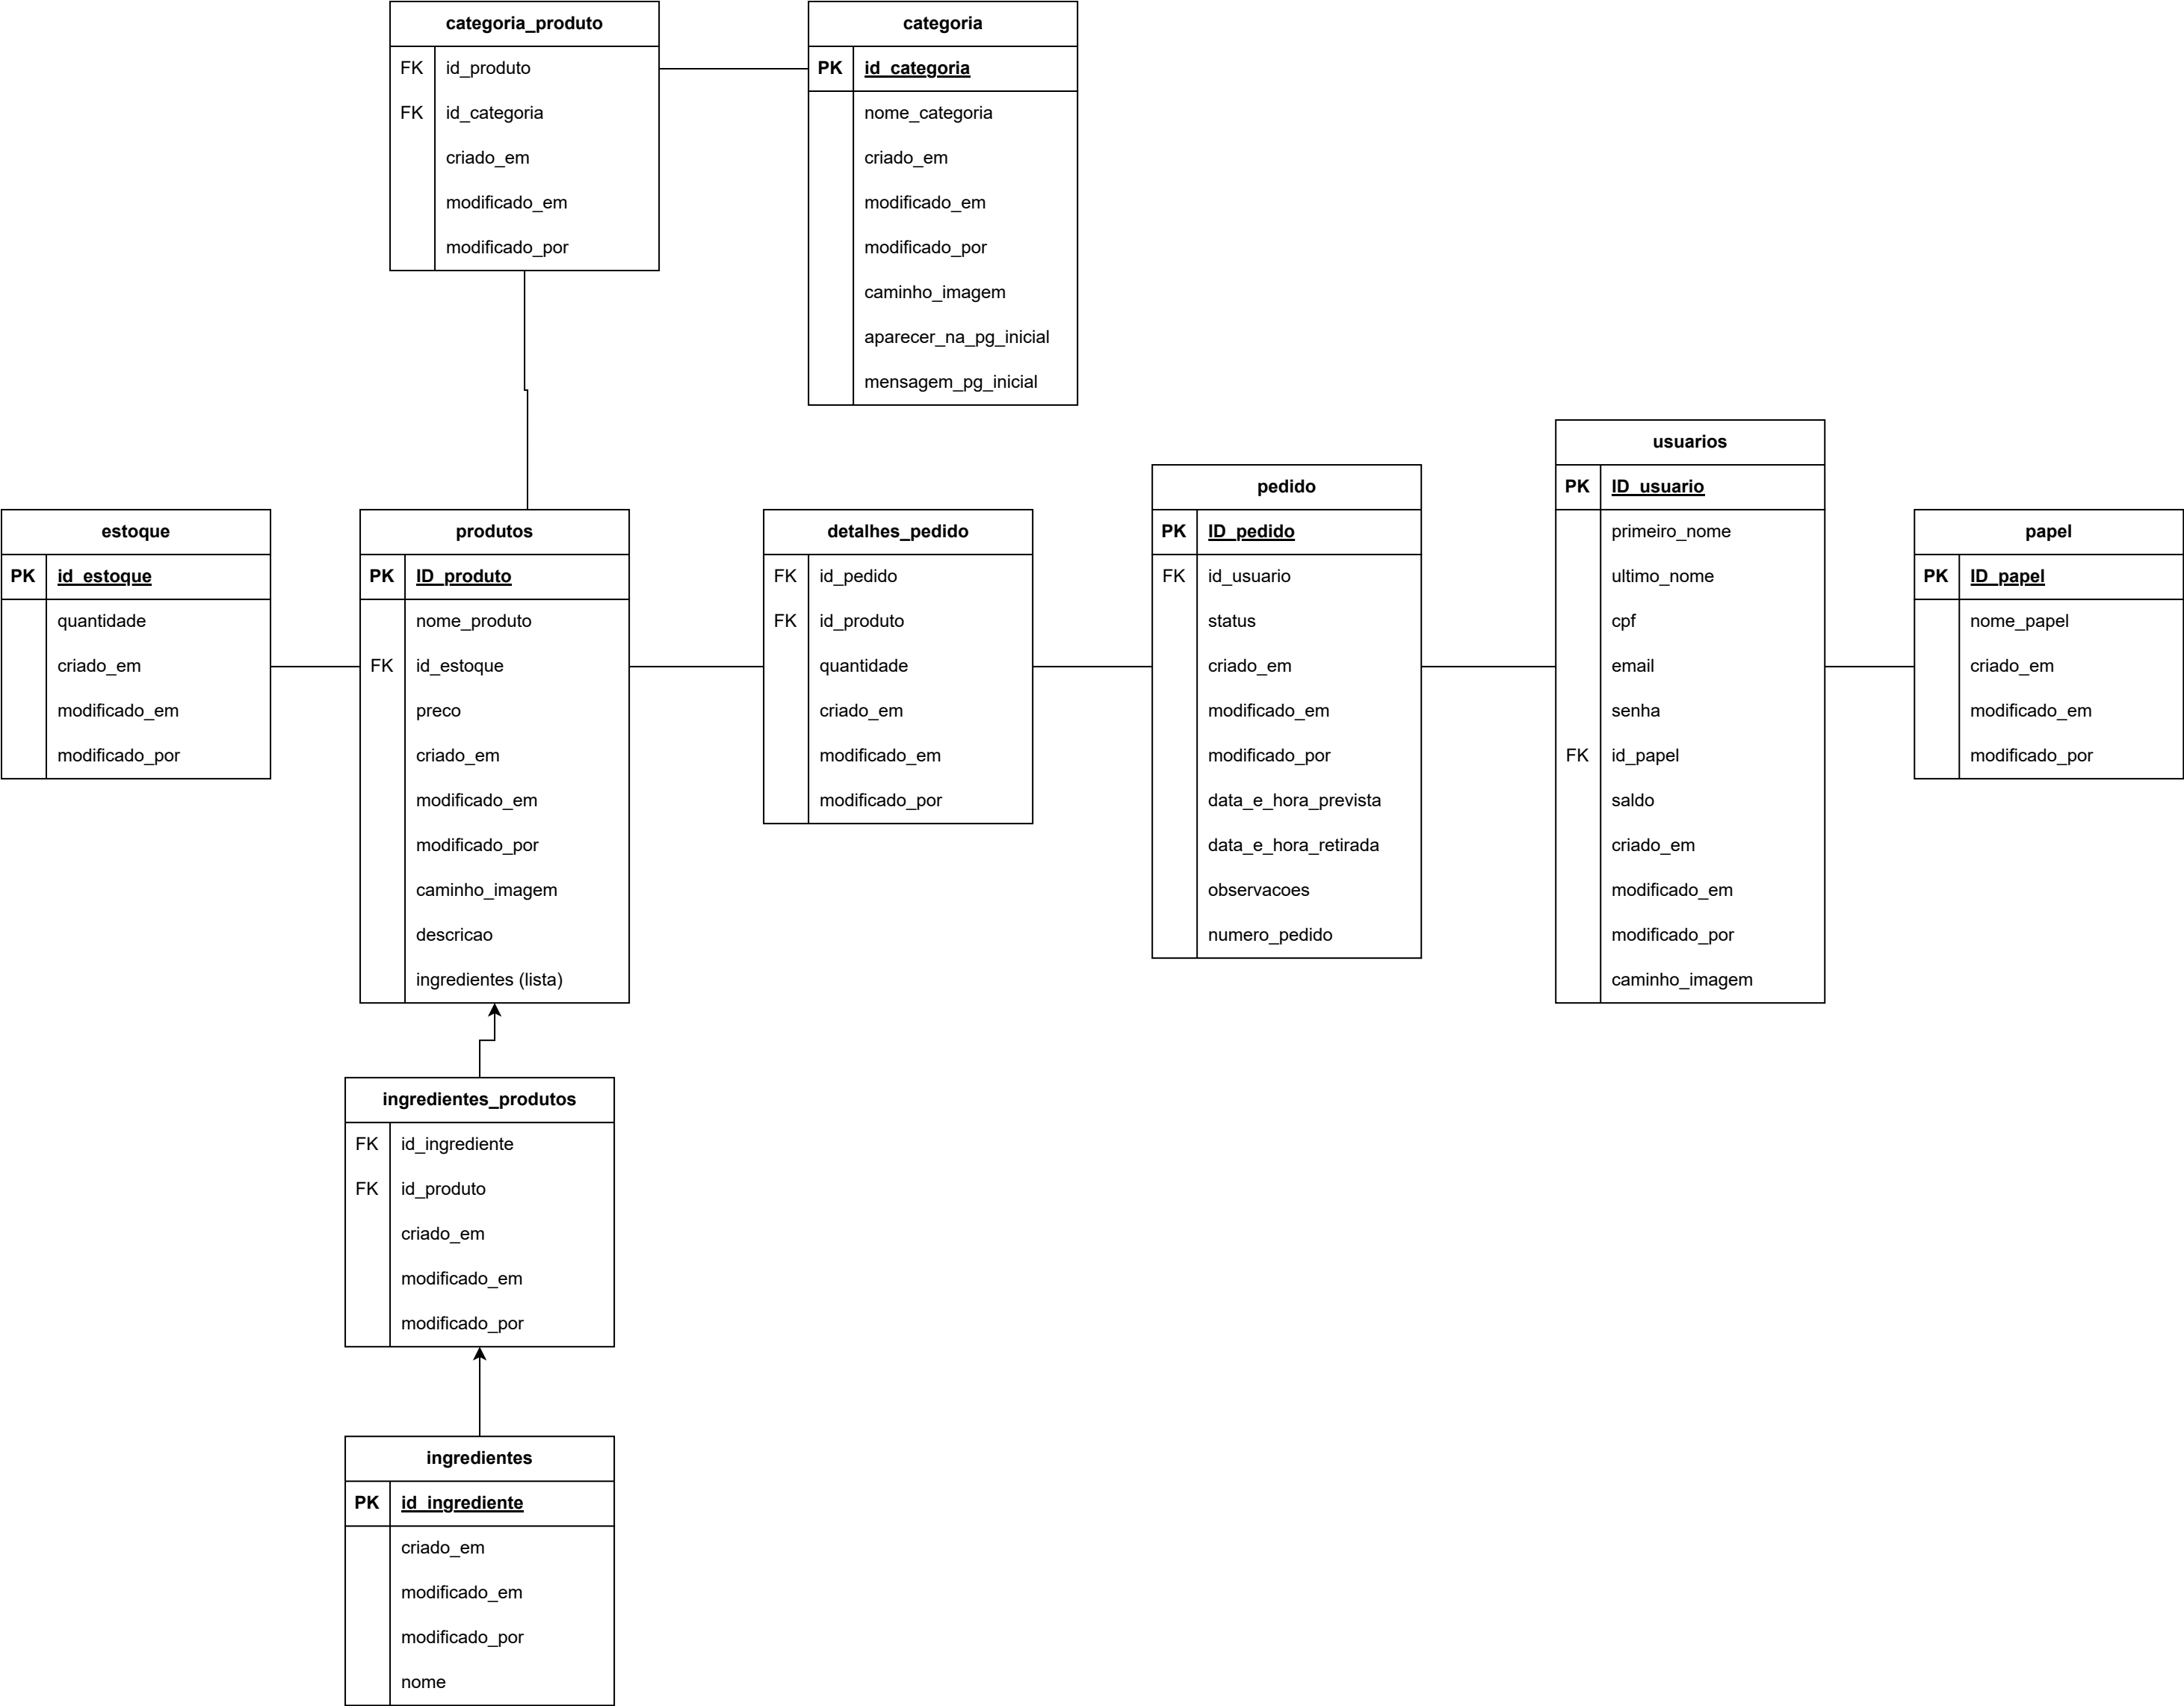 categoria_produto
FK id_produto
FK id_categoria
criado_em
modificado_em
modificado_por
categoria
PK id_categoria
nome_categoria
criado_em
modificado_em
modificado_por
caminho_imagem
aparecer_na_pg_inicial
mensagem_pg_inicial
estoque
PK id_estoque
quantidade
criado_em
modificado_em
modificado_por
produtos
PK ID_produto
nome_produto
FK id_estoque
preco
criado_em
modificado_em
modificado_por
caminho_imagem
descricao
ingredientes (lista)
detalhes_pedido
FK id_pedido
FK id_produto
quantidade
criado_em
modificado_em
modificado_por
pedido
PK ID_pedido
FK id_usuario
status
criado_em
modificado_em
modificado_por
data_e_hora_prevista
data_e_hora_retirada
observacoes
numero_pedido
usuarios
PK ID_usuario
primeiro_nome
ultimo_nome
cpf
email
senha
FK id_papel
saldo
criado_em
modificado_em
modificado_por
caminho_imagem
papel
PK ID_papel
nome_papel
criado_em
modificado_em
modificado_por
ingredientes_produtos
FK id_ingrediente
FK id_produto
criado_em
modificado_em
modificado_por
ingredientes
PK id_ingrediente
criado_em
modificado_em
modificado_por
nome